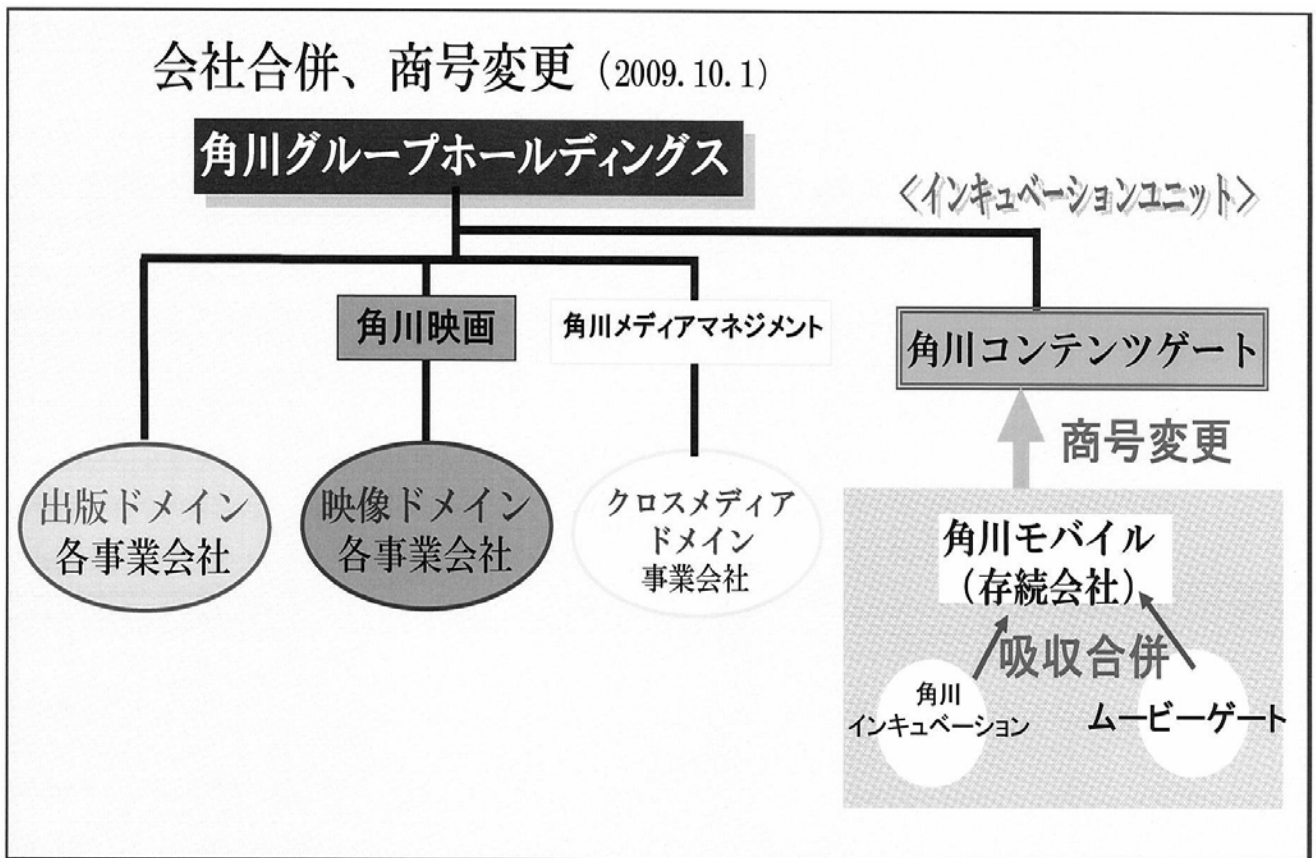 会社合併、商号変更（2009.10.1）
角川グループホールディングス
〈インキュベーションユニット〉
角川映画
角川メディアマネジメント
角川コンテンツゲート
商号変更
出版ドメイン
各事業会社
映像ドメイン
各事業会社
クロスメディア
ドメイン
事業会社
角川モバイル
（存続会社）
吸収合併
角川
インキュベーション
ムービーゲート